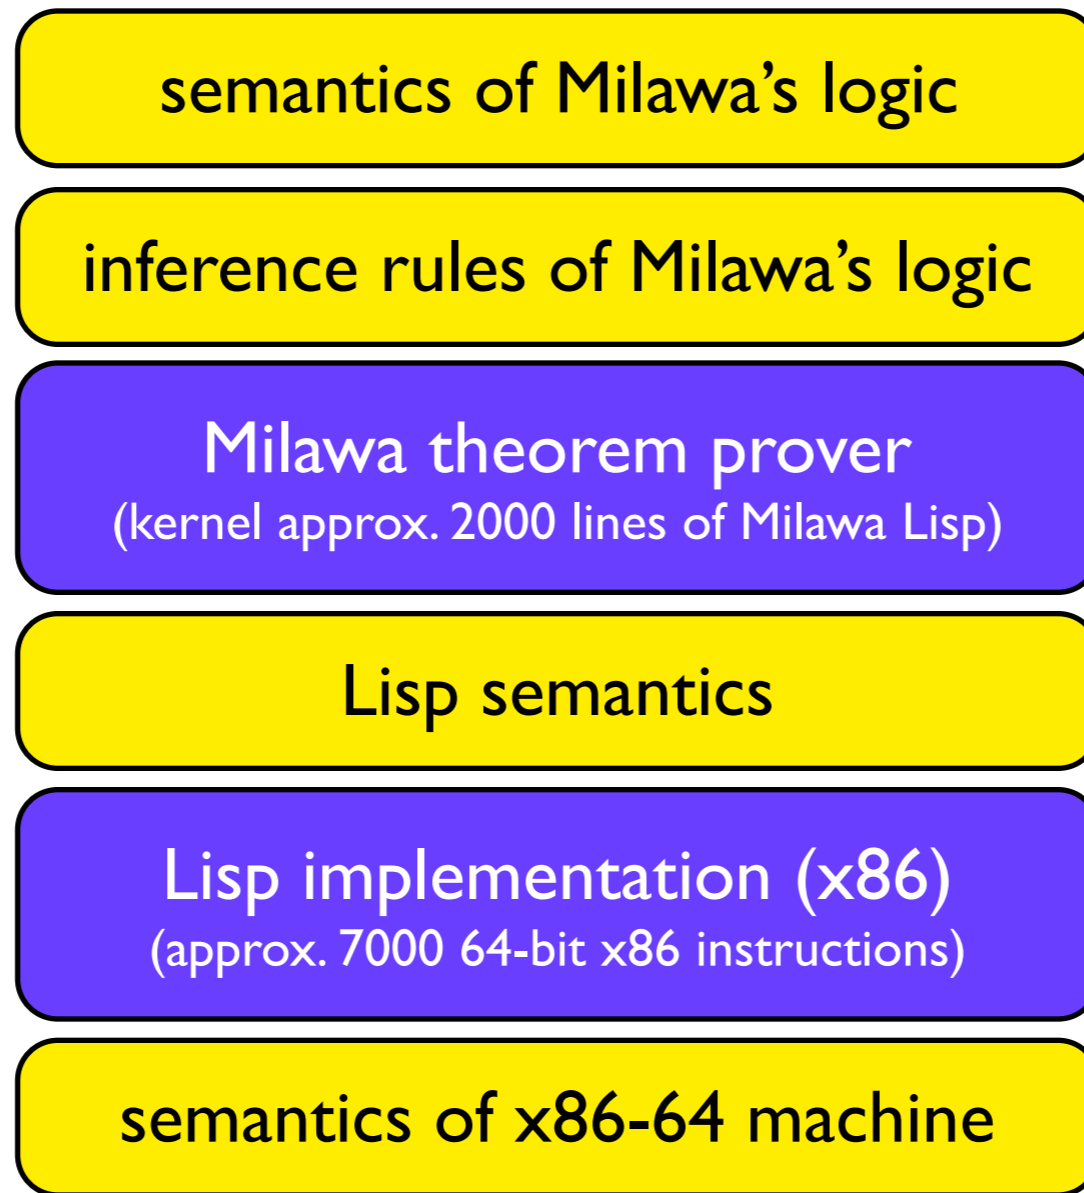 semantics of Milawa’s logic
inference rules of Milawa’s logic
Milawa theorem prover
(kernel approx. 2000 lines of Milawa Lisp)
Lisp semantics
Lisp implementation (x86)
(approx. 7000 64-bit x86 instructions)
semantics of x86-64 machine